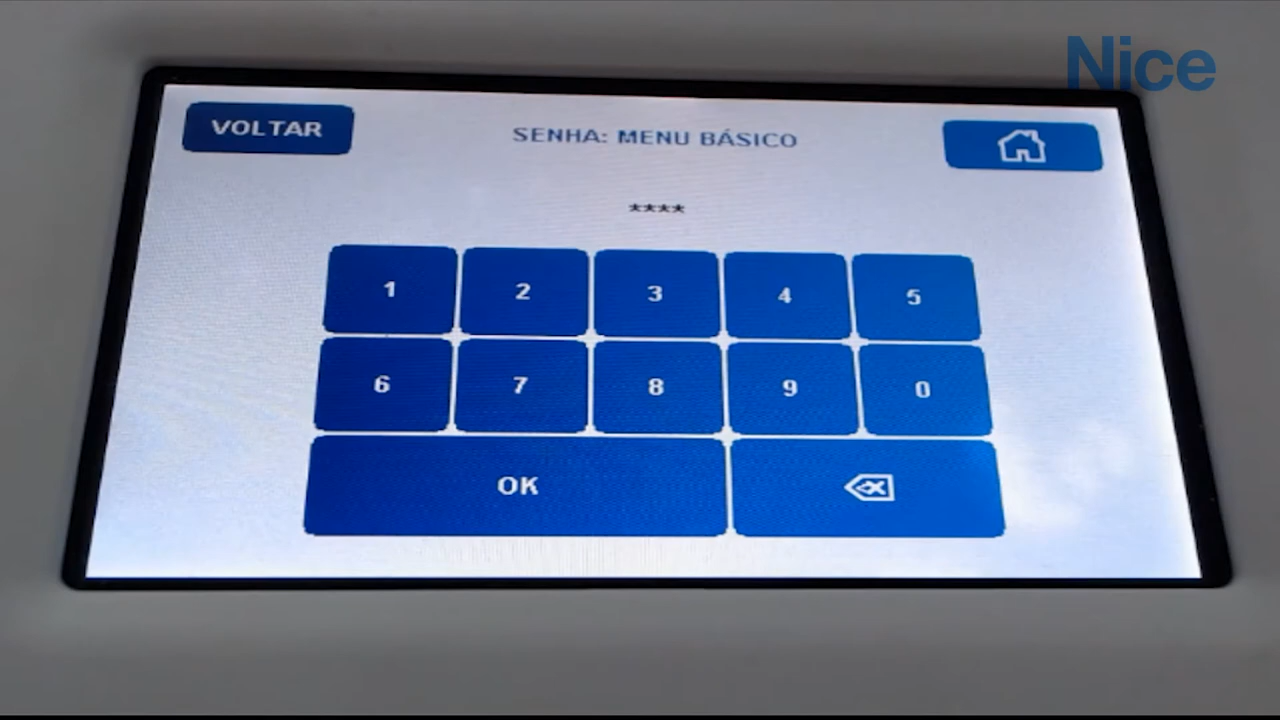 Nice
VOLTAR
SENHA: MENU BÁSICO
****
1 2 3 4 5
6 7 8 9 0
OK